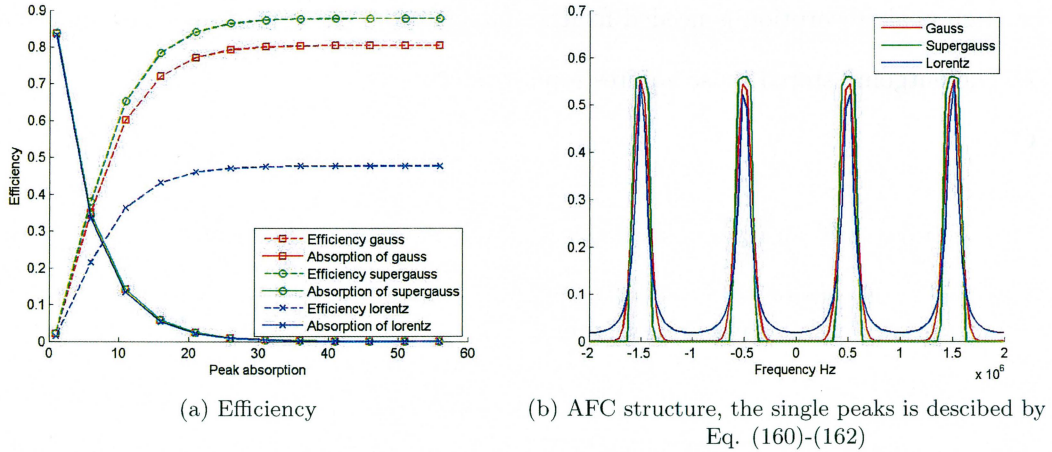 0.9
0.8
0.7
0.6
0.5
0.4
0.3
0.2
0.1
0
Efficiency
0
10
20
30
40
50
60
Peak absorption
Efficiency gauss
Absorption of gauss
Efficiency supergauss
Absorption of supergauss
Efficiency lorentz
Absorption of lorentz
(a) Efficiency
0.7
0.6
0.5
0.4
0.3
0.2
0.1
0
-2
-1.5
-1
-0.5
0
0.5
1
1.5
2
Frequency Hz
x 10⁶
Gauss
Supergauss
Lorentz
(b) AFC structure, the single peaks is descibed by
Eq. (160)-(162)